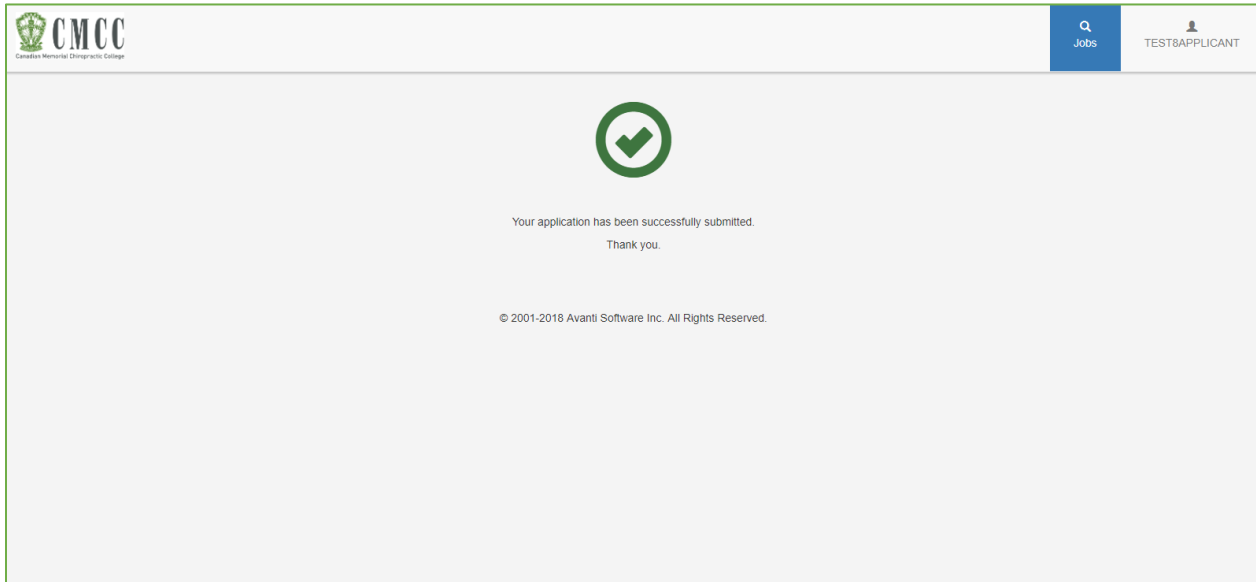 CMCC
Canadian Memorial Chiropractic College
Jobs
TEST8APPLICANT
Your application has been successfully submitted.
Thank you.
© 2001-2018 Avanti Software Inc. All Rights Reserved.